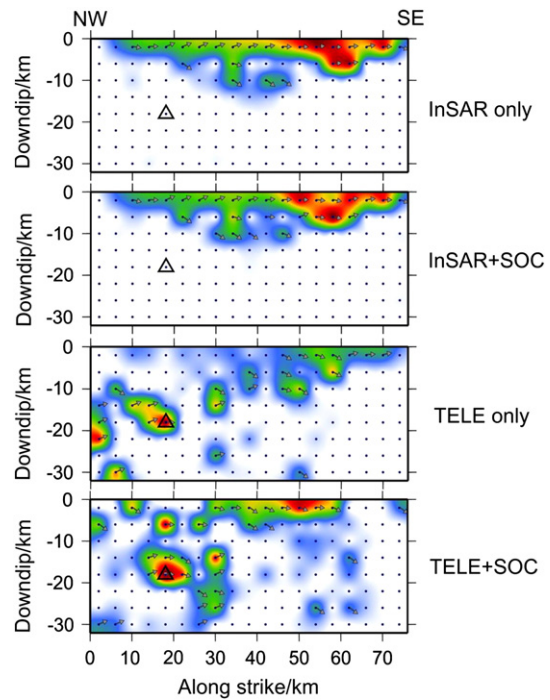 NW SE
0
-10
-20
-30
Downdip/km
InSAR only
0
-10
-20
-30
Downdip/km
InSAR+SOC
0
-10
-20
-30
Downdip/km
TELE only
0
-10
-20
-30
Downdip/km
TELE+SOC
0 10 20 30 40 50 60 70
Along strike/km